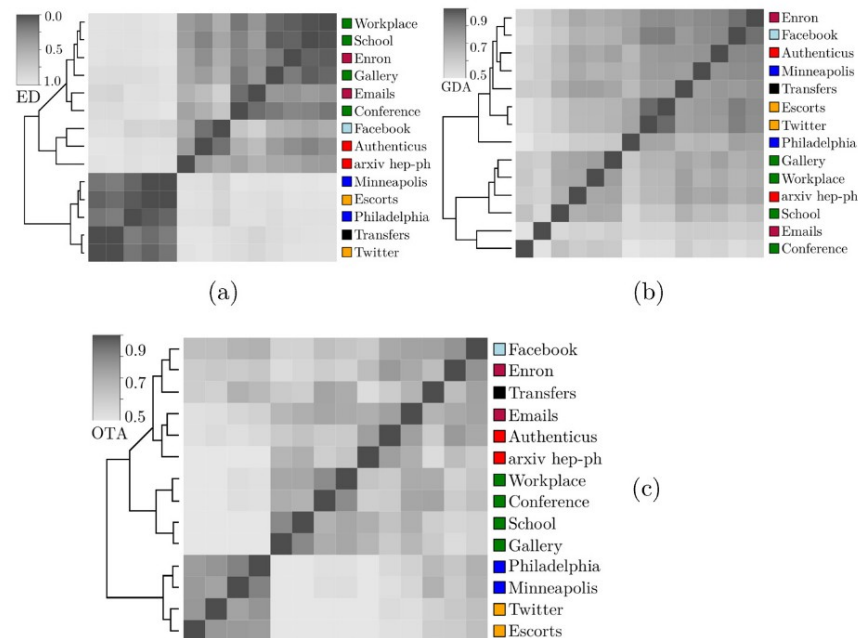 0.0
1.0
ED
Workplace
School
Enron
Gallery
Emails
Conference
Facebook
Authenticus
arxiv hep-ph
Minneapolis
Escorts
Philadelphia
Transfers
Twitter
(a)
0.9
0.7
0.5
GDA
Enron
Facebook
Authenticus
Minneapolis
Transfers
Escorts
Twitter
Philadelphia
Gallery
Workplace
arxiv hep-ph
School
Emails
Conference
(b)
0.9
0.7
0.5
OTA
Facebook
Enron
Transfers
Emails
Authenticus
arxiv hep-ph
Workplace
Conference
School
Gallery
Philadelphia
Minneapolis
Twitter
Escorts
(c)